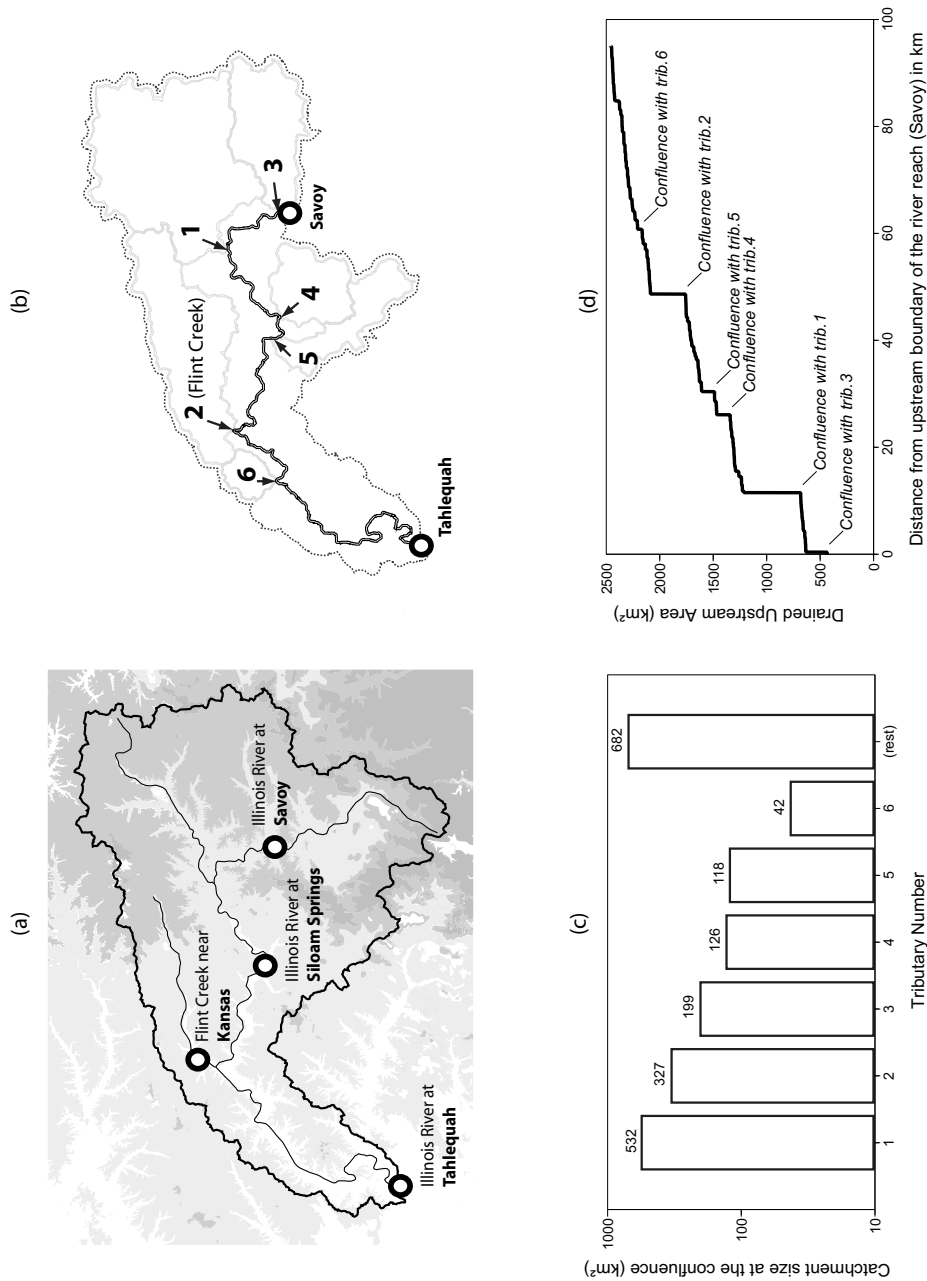 (a)
Flint Creek near
Kansas
Illinois River at
Savoy
Illinois River at
Siloam Springs
Illinois River at
Tahlequah
(b)
1
2 (Flint Creek)
3
Savoy
4
5
6
Tahlequah
(c)
Catchment size at the confluence (km²)
1000
100
10
532
327
199
126
118
42
682
1
2
3
4
5
6
(rest)
Tributary Number
(d)
Drained Upstream Area (km²)
2500
2000
1500
1000
500
0
Confluence with trib.6
Confluence with trib.2
Confluence with trib.5
Confluence with trib.4
Confluence with trib.1
Confluence with trib.3
0
20
40
60
80
100
Distance from upstream boundary of the river reach (Savoy) in km